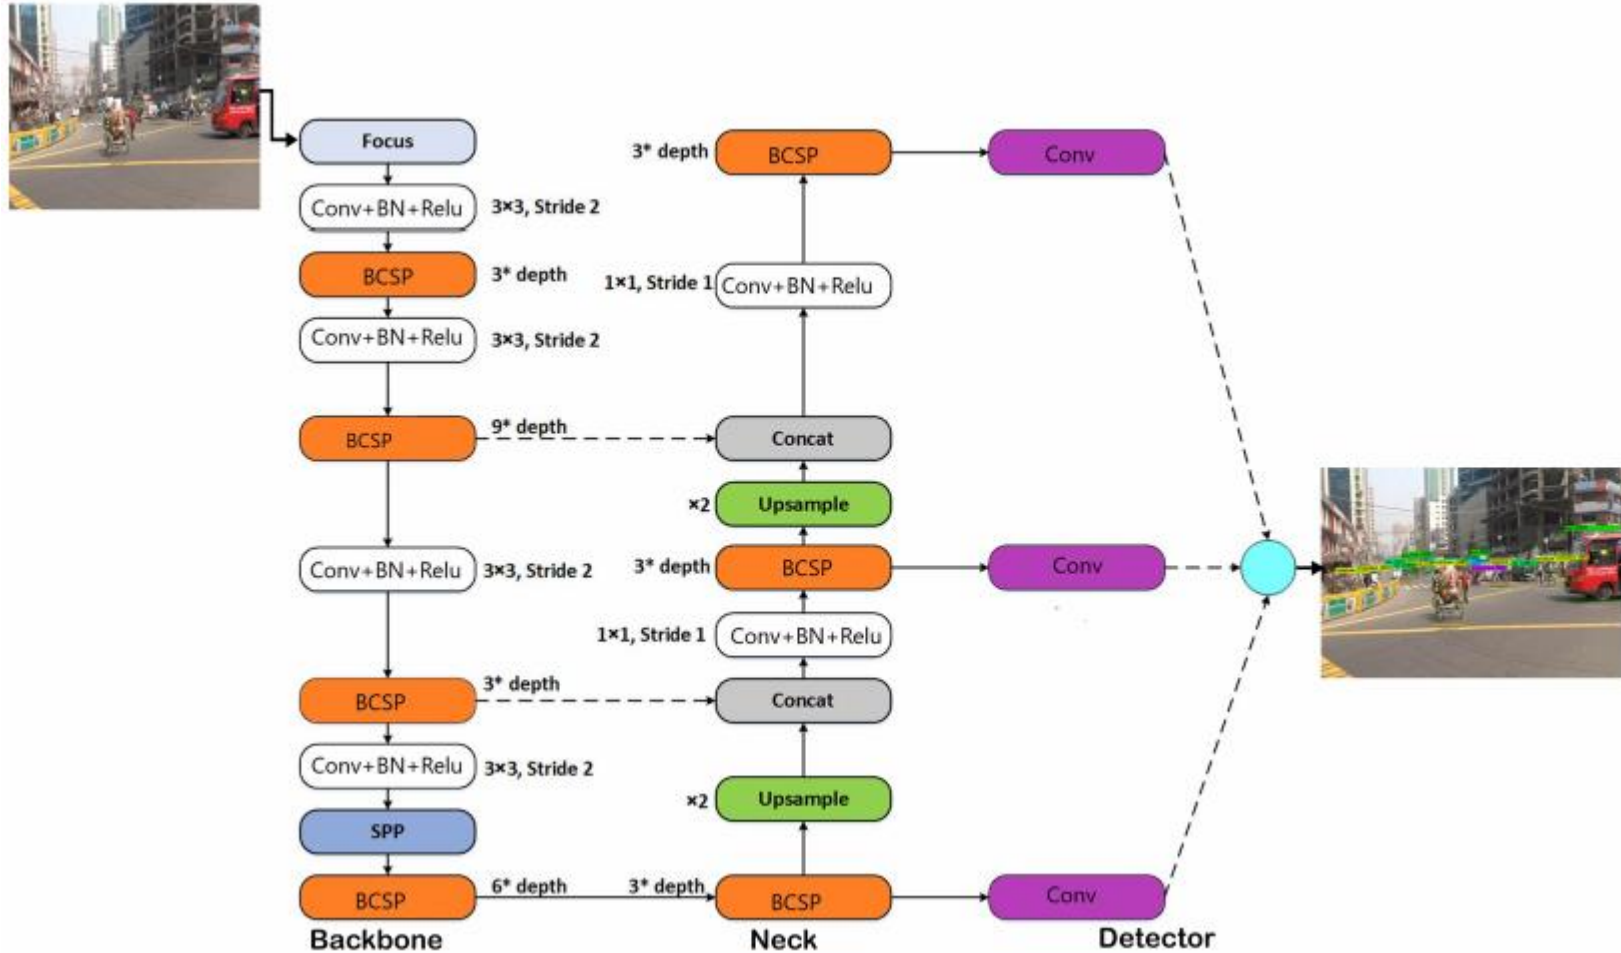 Focus
Conv+BN+Relu
3×3, Stride 2
BCSP
3* depth
Conv+BN+Relu
3×3, Stride 2
BCSP
9* depth
Conv+BN+Relu
3×3, Stride 2
BCSP
3* depth
Conv+BN+Relu
3×3, Stride 2
SPP
BCSP
6* depth
Backbone
3* depth
BCSP
1×1, Stride 1
Conv+BN+Relu
Concat
×2
Upsample
3* depth
BCSP
1×1, Stride 1
Conv+BN+Relu
Concat
×2
Upsample
3* depth
BCSP
Neck
Conv
Conv
Conv
Detector